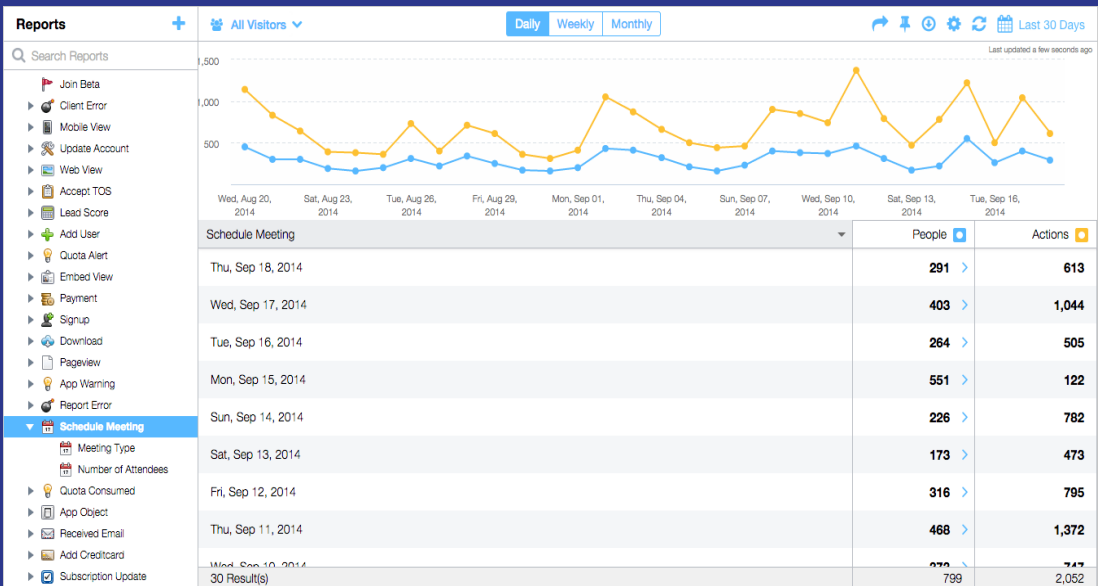 Reports
All Visitors
Daily Weekly Monthly
Last 30 Days
Search Reports
Last updated a few seconds ago
Join Beta
Client Error
Mobile View
Update Account
Web View
Accept TOS
Lead Score
Add User
Quota Alert
Embed View
Payment
Signup
Download
Pageview
App Warning
Report Error
Schedule Meeting
Meeting Type
Number of Attendees
Quota Consumed
App Object
Received Email
Add Creditcard
Subscription Update
1,500
1,000
500
Wed, Aug 20, 2014
Sat, Aug 23, 2014
Tue, Aug 26, 2014
Fri, Aug 29, 2014
Mon, Sep 01, 2014
Thu, Sep 04, 2014
Sun, Sep 07, 2014
Wed, Sep 10, 2014
Sat, Sep 13, 2014
Tue, Sep 16, 2014
Schedule Meeting People Actions
Thu, Sep 18, 2014 291 613
Wed, Sep 17, 2014 403 1,044
Tue, Sep 16, 2014 264 505
Mon, Sep 15, 2014 551 122
Sun, Sep 14, 2014 226 782
Sat, Sep 13, 2014 173 473
Fri, Sep 12, 2014 316 795
Thu, Sep 11, 2014 468 1,372
Wed, Sep 10, 2014
30 Result(s) 799 2,052